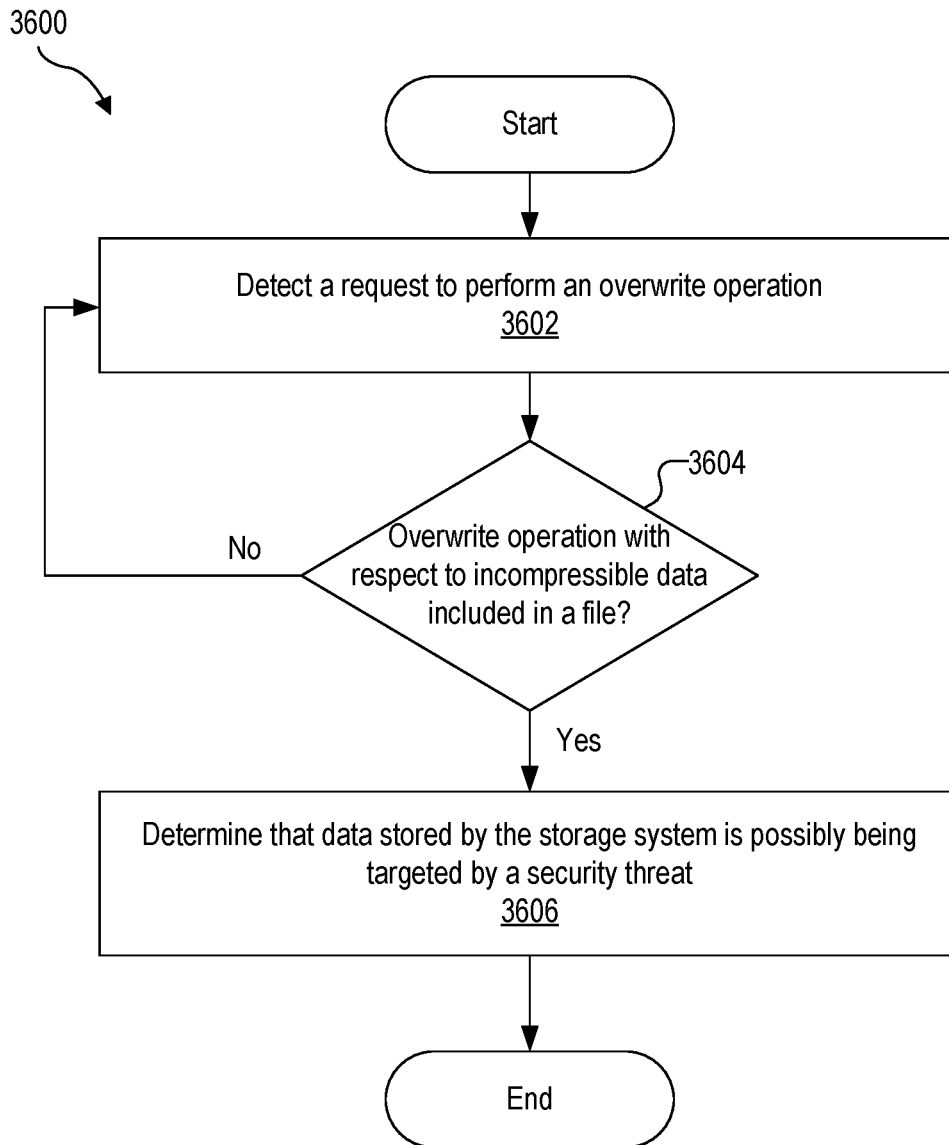 3600
Start
Detect a request to perform an overwrite operation
3602
3604
Overwrite operation with
respect to incompressible data
included in a file?
No
Yes
Determine that data stored by the storage system is possibly being
targeted by a security threat
3606
End